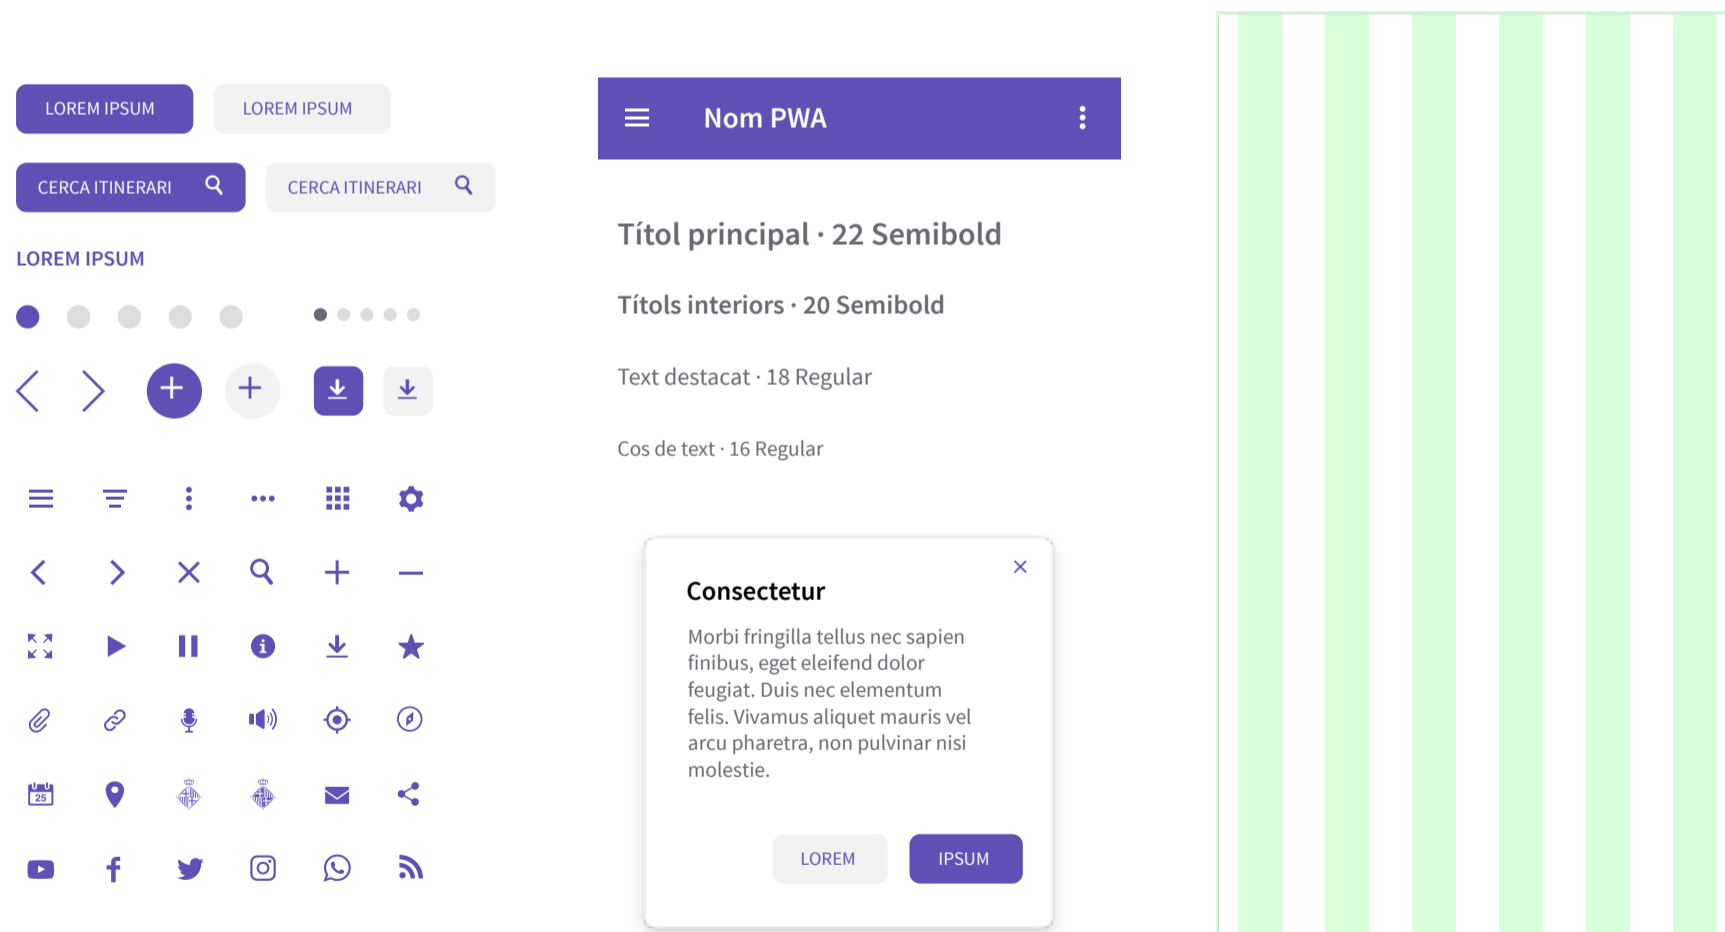 LOREM IPSUM
LOREM IPSUM
CERCA ITINERARI
CERCA ITINERARI
LOREM IPSUM
25
Nom PWA
Títol principal · 22 Semibold
Títols interiors · 20 Semibold
Text destacat · 18 Regular
Cos de text · 16 Regular
Consectetur
Morbi fringilla tellus nec sapien
finibus, eget eleifend dolor
feugiat. Duis nec elementum
felis. Vivamus aliquet mauris vel
arcu pharetra, non pulvinar nisi
molestie.
LOREM
IPSUM